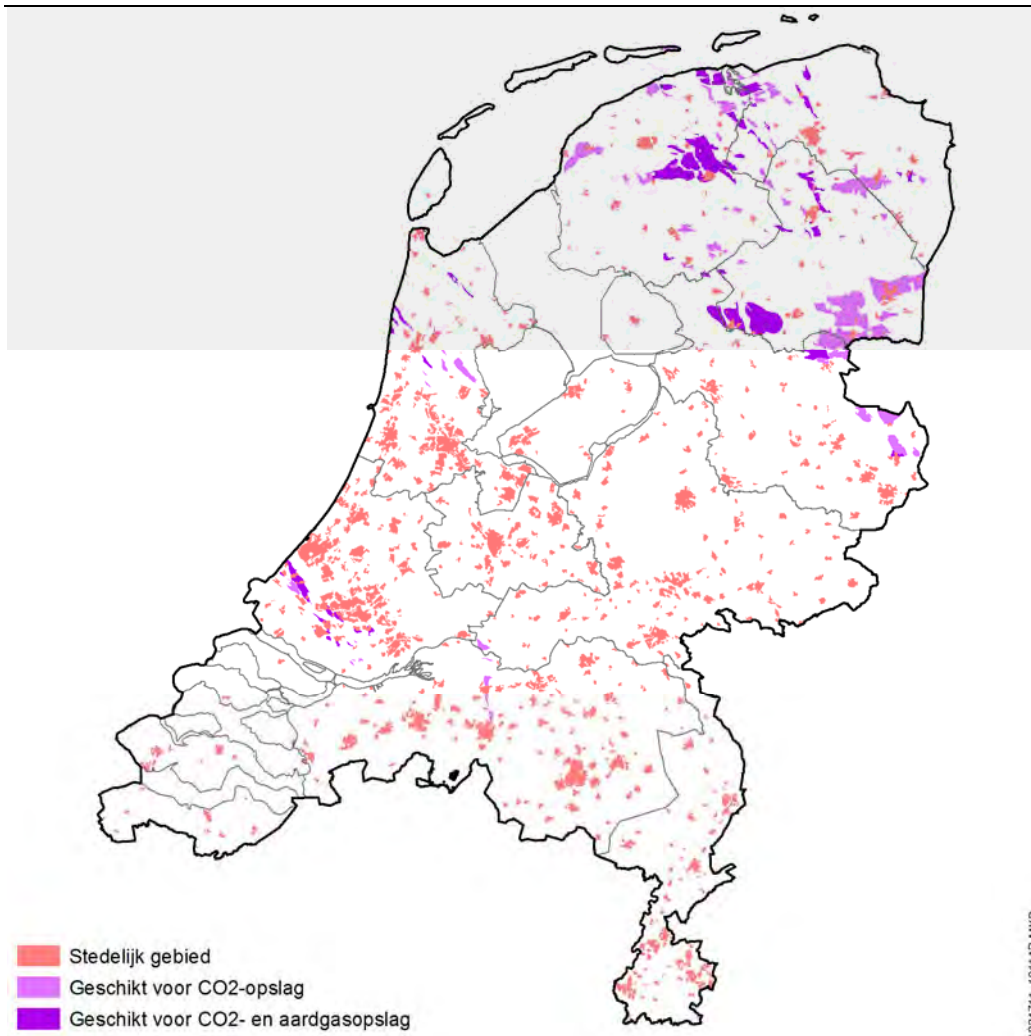 Stedelijk gebied
Geschikt voor CO2-opslag
Geschikt voor CO2- en aardgasopslag